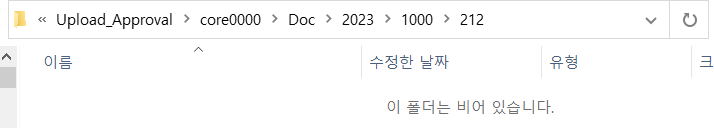 « Upload_Approval > core0000 > Doc > 2023 > 1000 > 212
이름 수정한 날짜 유형 크
이 폴더는 비어 있습니다.